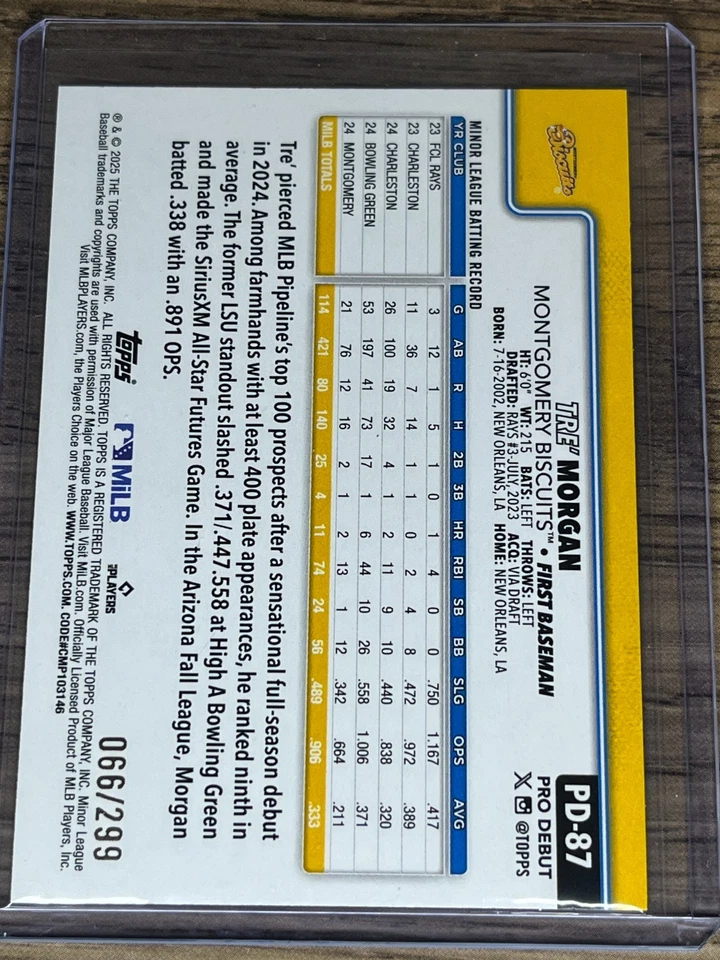 Biscuits
PD-87
TRE' MORGAN
MONTGOMERY BISCUITS™ • FIRST BASEMAN
PRO DEBUT
HT: 6'0" WT: 215 BATS: LEFT THROWS: LEFT
@TOPPS
DRAFTED: RAYS #3-JULY, 2023 ACQ: VIA DRAFT
BORN: 7-16-2002, NEW ORLEANS, LA HOME: NEW ORLEANS, LA
MINOR LEAGUE BATTING RECORD
YR CLUB G AB R H 2B 3B HR RBI SB BB SLG OPS AVG
23 FCL RAYS 3 12 1 5 1 0 1 4 0 0 .750 1.167 .417
23 CHARLESTON 11 36 7 14 1 1 0 2 4 8 .472 .972 .389
24 CHARLESTON 26 100 19 32 4 1 2 11 9 10 .440 .838 .320
24 BOWLING GREEN 53 197 41 73 17 1 6 44 10 26 .558 1.006 .371
24 MONTGOMERY 21 76 12 16 2 1 2 13 1 12 .342 .664 .211
MiLB TOTALS 114 421 80 140 25 4 11 74 24 56 .489 .906 .333
Tre' pierced MLB Pipeline's top 100 prospects after a sensational full-season debut
in 2024. Among farmhands with at least 400 plate appearances, he ranked ninth in
average. The former LSU standout slashed .371/.447.558 at High A Bowling Green
and made the SiriusXM All-Star Futures Game. In the Arizona Fall League, Morgan
batted .338 with an .891 OPS.
topps®
MiLB
PLAYERS
066/299
® & © 2025 THE TOPPS COMPANY, INC. ALL RIGHTS RESERVED. TOPPS IS A REGISTERED TRADEMARK OF THE TOPPS COMPANY, INC. Minor League
Baseball trademarks and copyrights are used with permission of Major League Baseball. Visit MiLB.com. Officially Licensed Product of MLB Players, Inc.
Visit MLBPLAYERS.com, the Players Choice on the web. WWW.TOPPS.COM. CODE#CMP103146